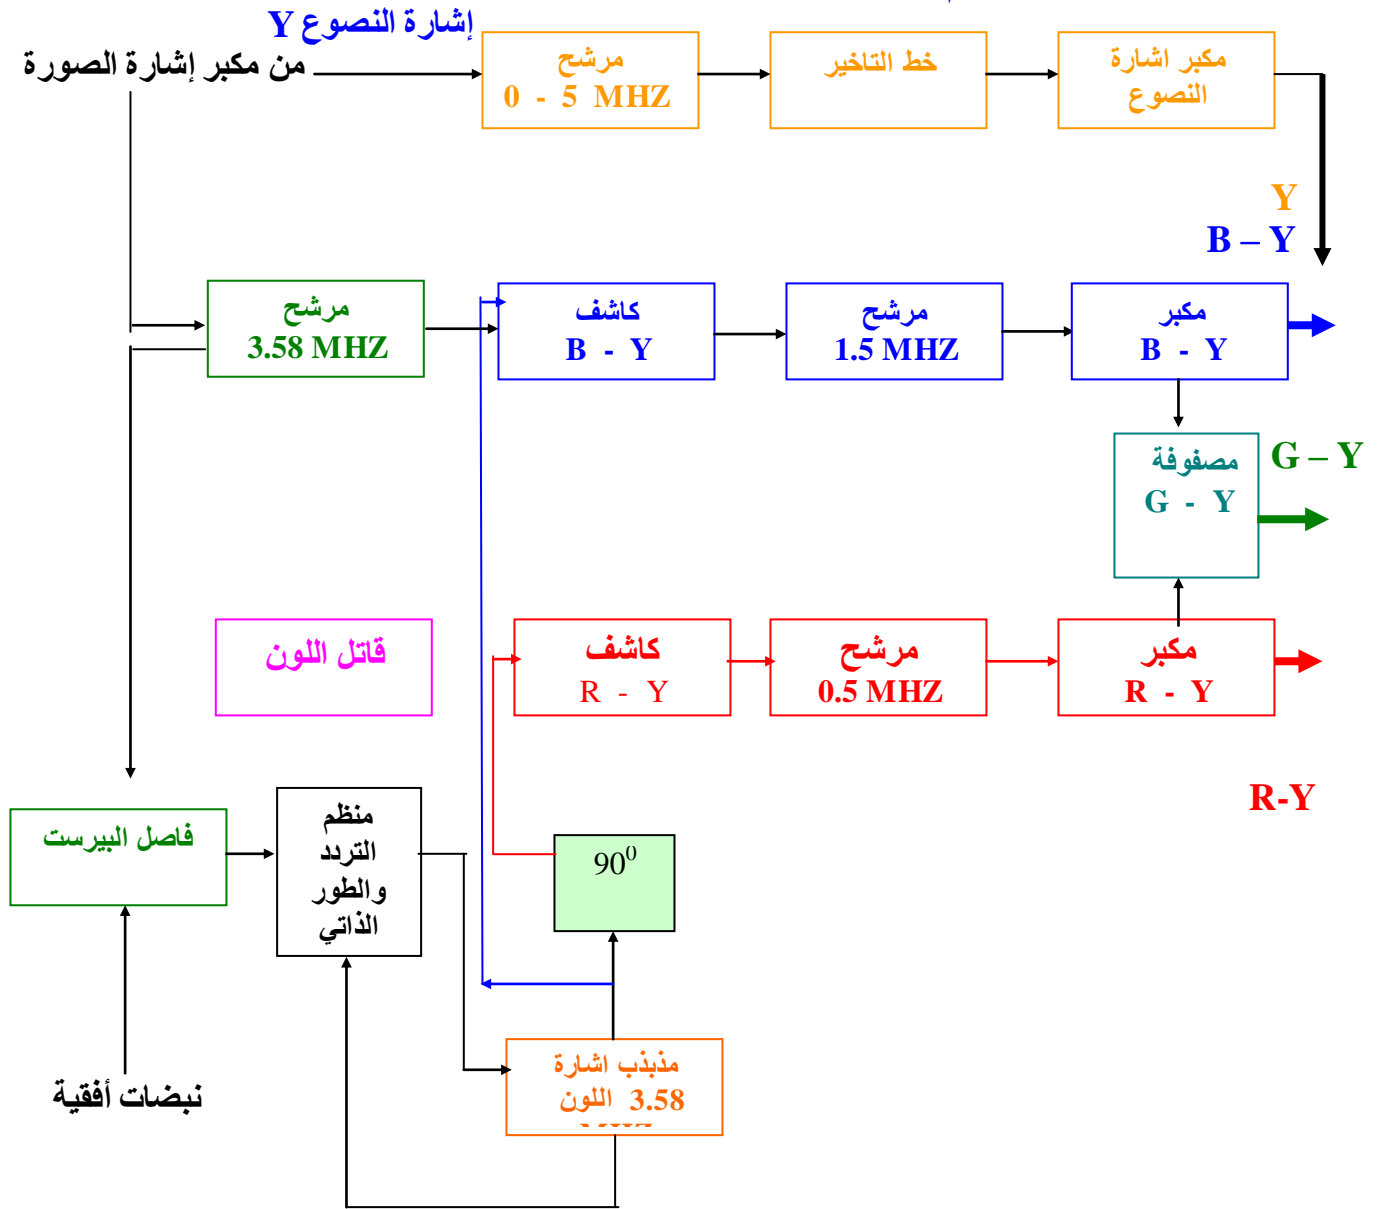 إشارة النصوع Y
من مكبر إشارة الصورة
مرشح
0 - 5 MHZ
خط التاخير
مكبر اشارة
النصوع
Y
B – Y
مرشح
3.58 MHZ
كاشف
B - Y
مرشح
1.5 MHZ
مكبر
B - Y
مصفوفة
G - Y
G – Y
قاتل اللون
كاشف
R - Y
مرشح
0.5 MHZ
مكبر
R - Y
R-Y
فاصل البيرست
منظم
التردد
والطور
الذاتي
90⁰
مذبذب اشارة
اللون 3.58
نبضات أفقية